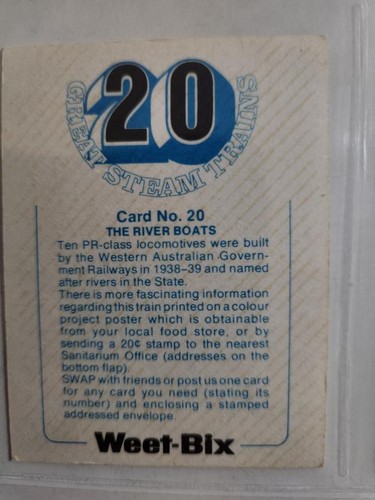 20
GREAT STEAM TRAINS
Card No. 20
THE RIVER BOATS
Ten PR-class locomotives were built
by the Western Australian Govern-
ment Railways in 1938-39 and named
after rivers in the State.
There is more fascinating information
regarding this train printed on a colour
project poster which is obtainable
from your local food store, or by
sending a 20¢ stamp to the nearest
Sanitarium Office (addresses on the
bottom flap).
SWAP with friends or post us one card
for any card you need (stating its
number) and enclosing a stamped
addressed envelope.
Weet-Bix